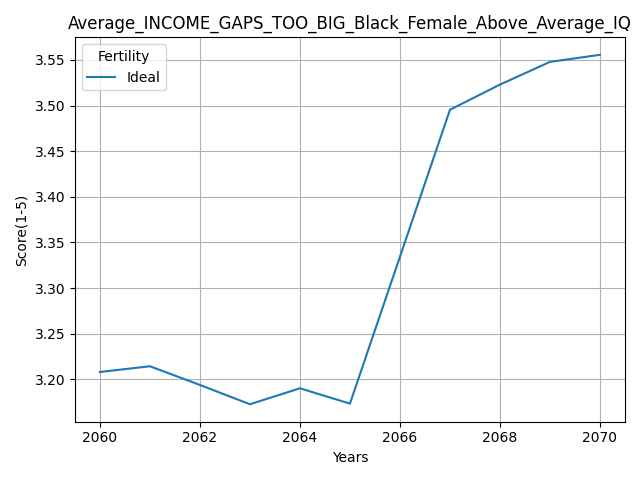 Average_INCOME_GAPS_TOO_BIG_Black_Female_Above_Average_IQ
Fertility
Ideal
Score(1-5)
3.55
3.50
3.45
3.40
3.35
3.30
3.25
3.20
2060 2062 2064 2066 2068 2070
Years